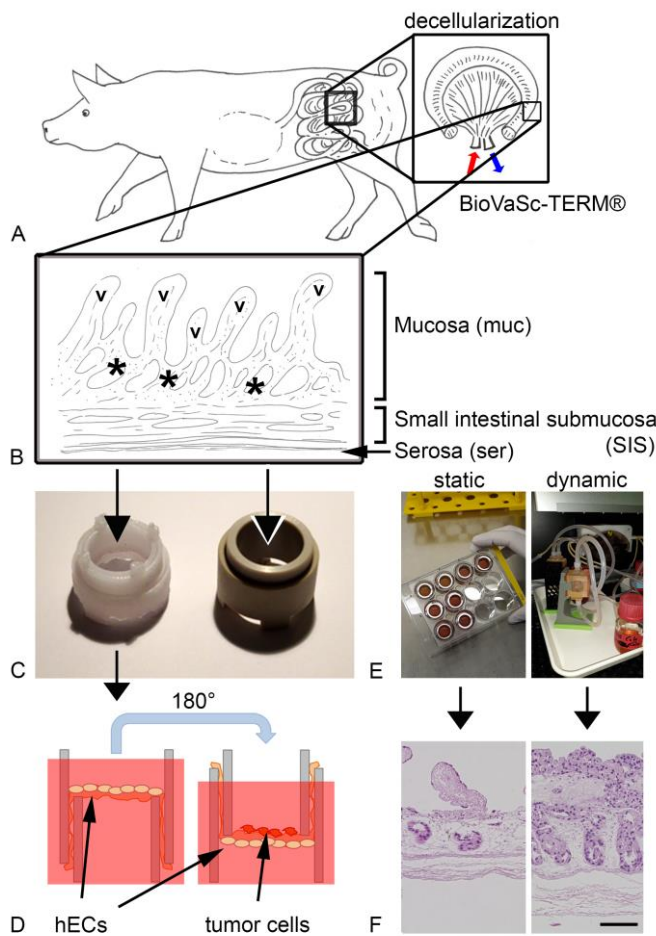 decellularization
BioVaSc-TERM®
A
v v v v v
* * *
Mucosa (muc)
Small intestinal submucosa
(SIS)
Serosa (ser)
B
static dynamic
C
E
180°
D
hECs tumor cells
F